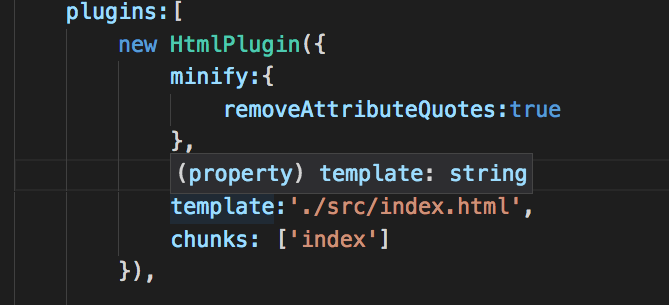 plugins:[
new HtmlPlugin({
minify:{
removeAttributeQuotes:true
},
(property) template: string
template:'./src/index.html',
chunks: ['index']
}),